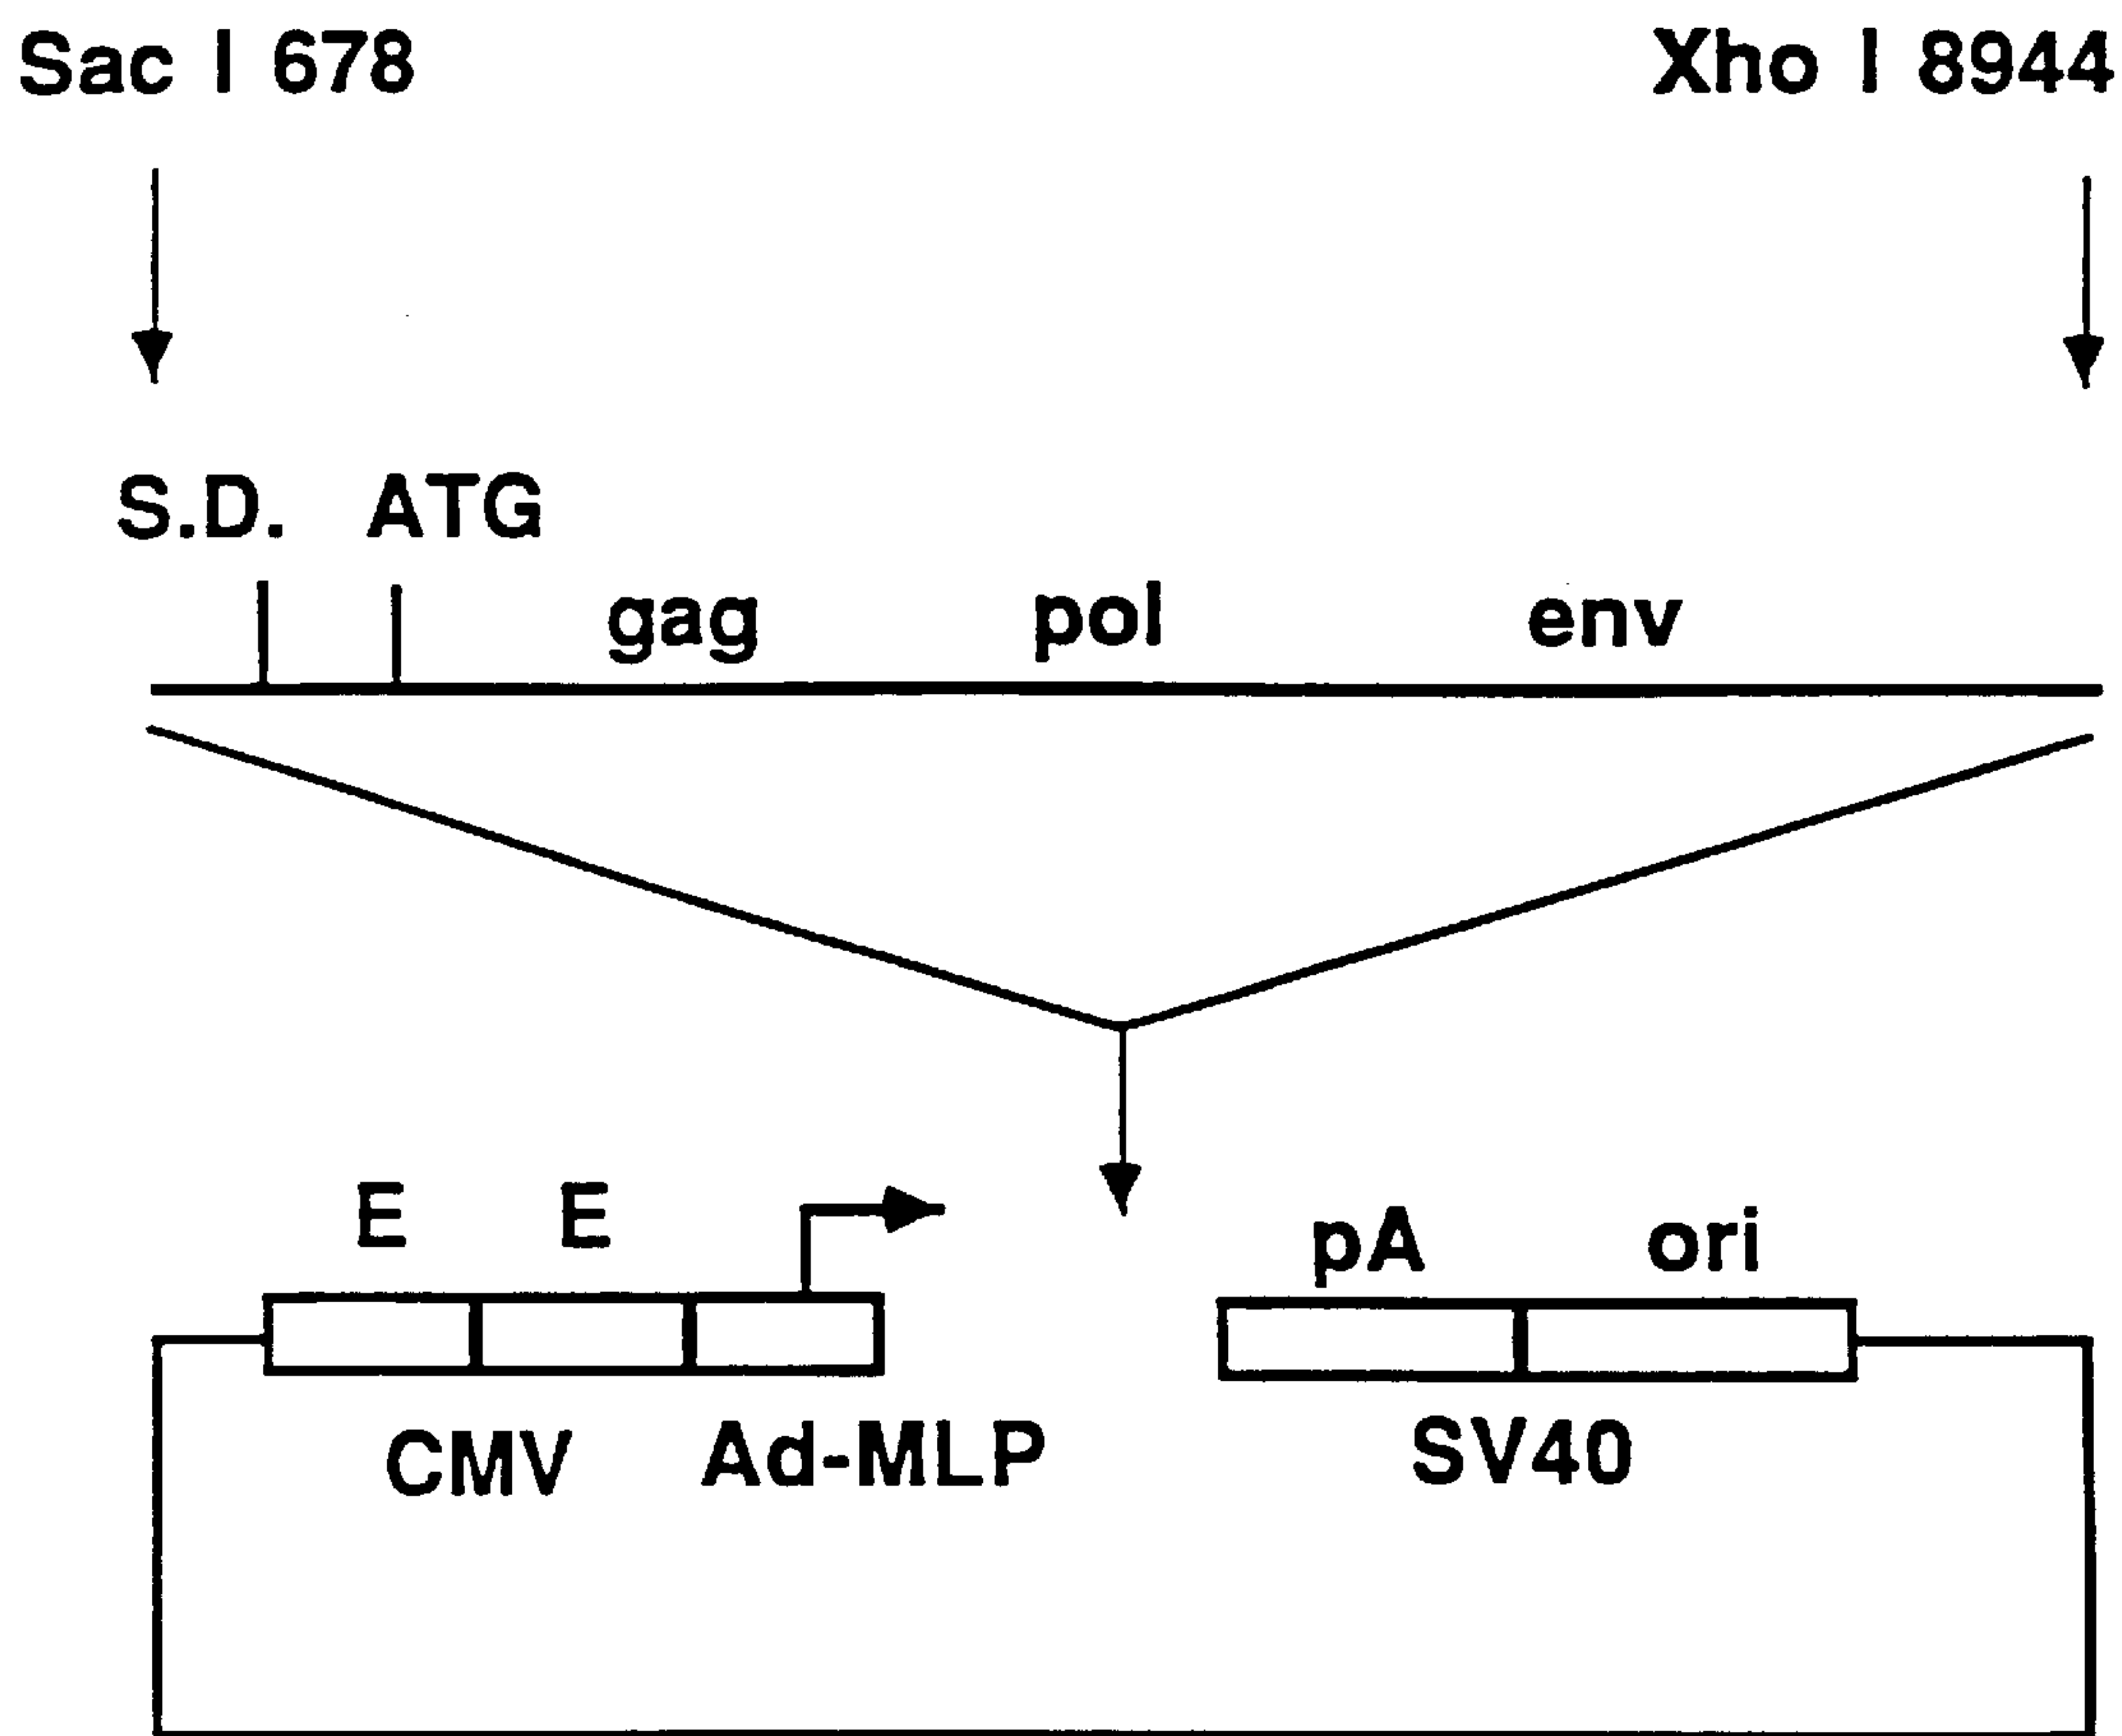 Sac I 678 Xho I 8944
S.D. ATG
gag pol env
E E
pA ori
CMV Ad-MLP SV40